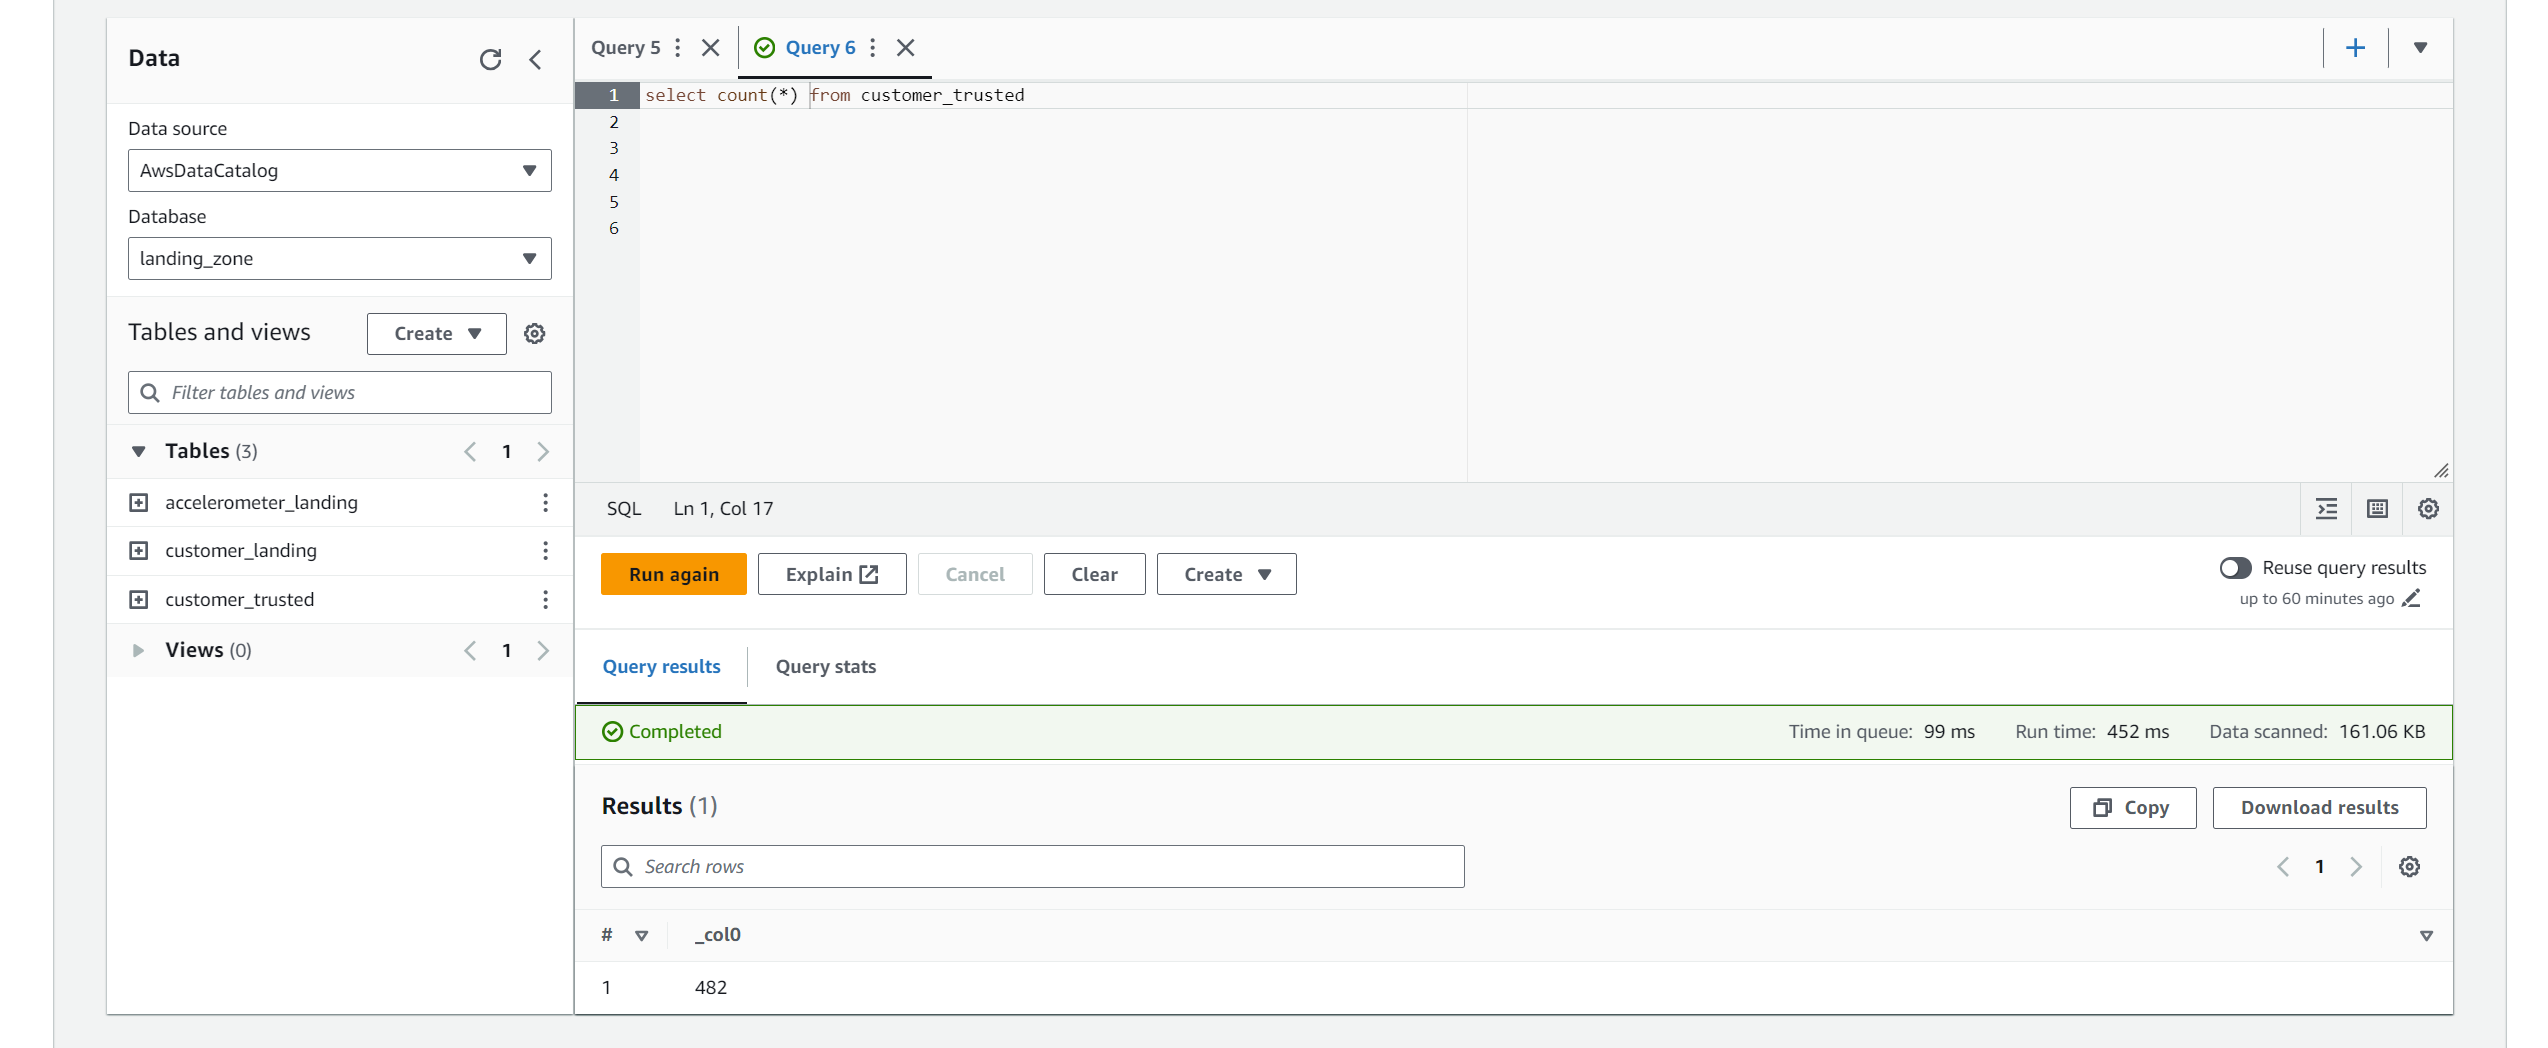 Data
Data source
AwsDataCatalog
Database
landing_zone
Tables and views
Create
Filter tables and views
Tables (3)
1
accelerometer_landing
customer_landing
customer_trusted
Views (0)
1
Query 5
Query 6
1 select count(*) from customer_trusted
2
3
4
5
6
SQL Ln 1, Col 17
Run again
Explain
Cancel
Clear
Create
Reuse query results
up to 60 minutes ago
Query results
Query stats
Completed
Time in queue: 99 ms
Run time: 452 ms
Data scanned: 161.06 KB
Results (1)
Copy
Download results
Search rows
1
# _col0
1 482